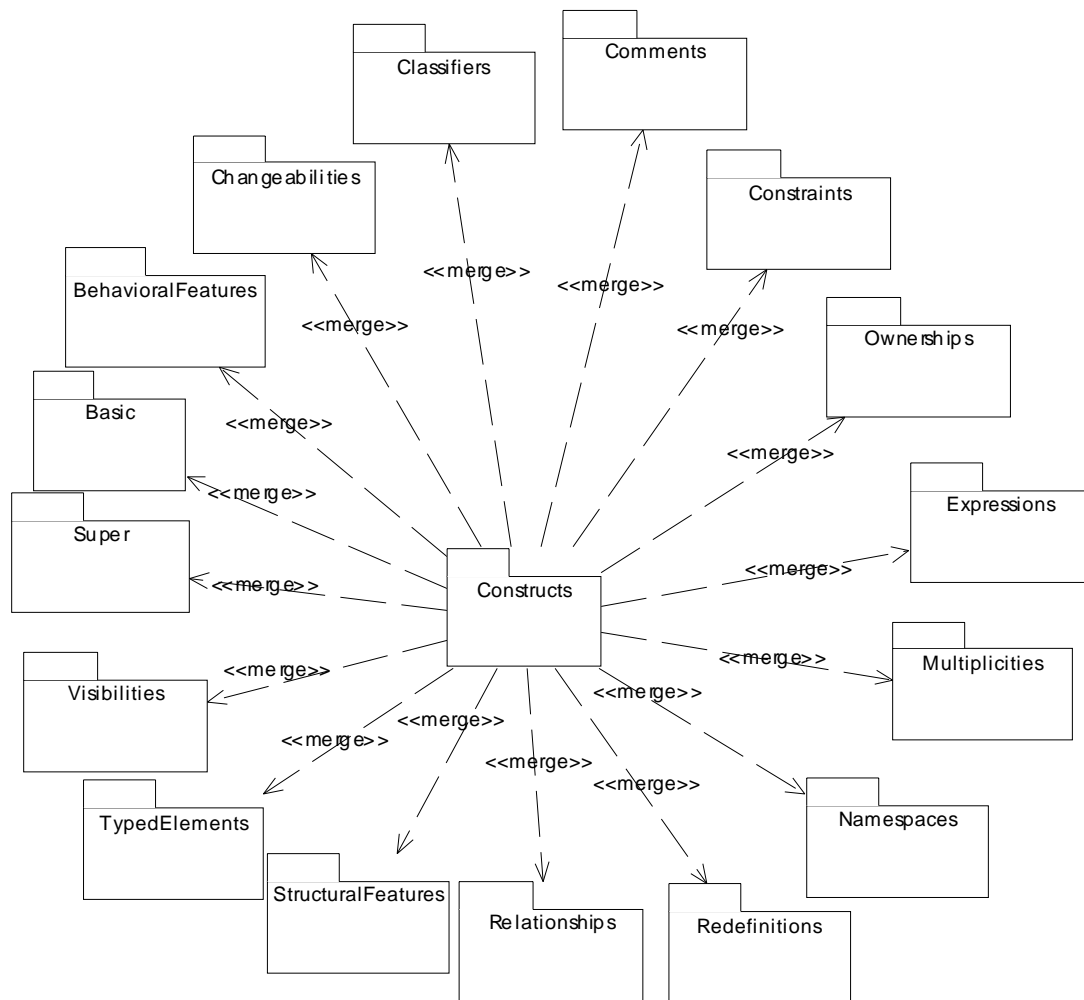 Comments
Classifiers
Changeabilities
Constraints
<<merge>>
<<merge>>
BehavioralFeatures
<<merge>>
<<merge>>
Ownerships
Basic
<<merge>>
<<merge>>
<<merge>>
Expressions
Super
<<merge>>
<<merge>>
Constructs
<<merge>>
<<merge>>
Multiplicities
Visibilities
<<merge>>
<<merge>>
<<merge>>
<<merge>>
<<merge>>
TypedElements
Namespaces
StructuralFeatures
Relationships
Redefinitions